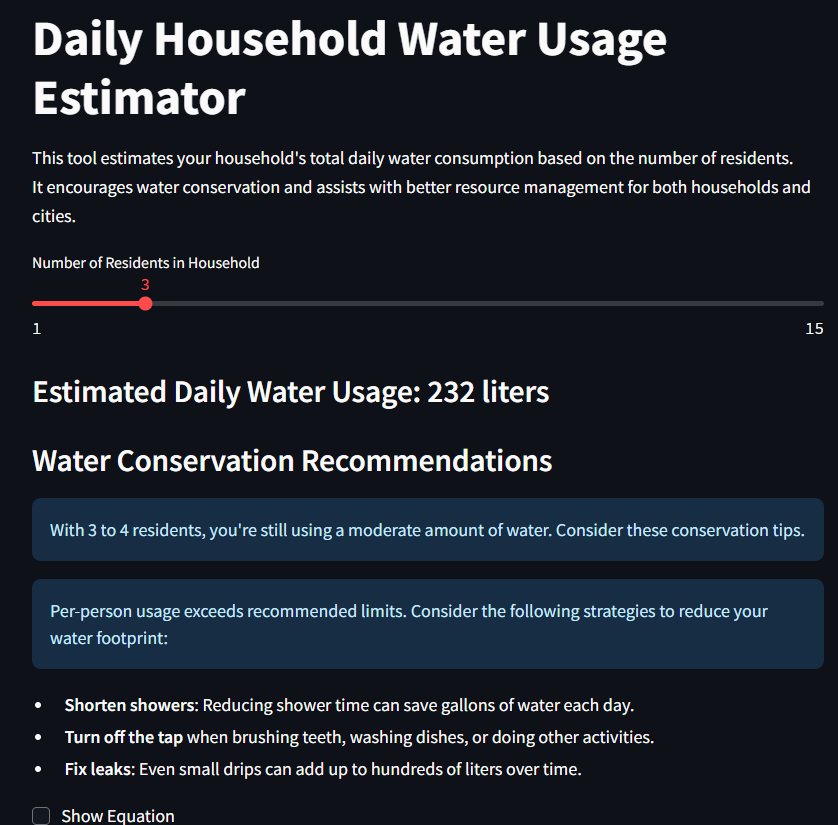 Daily Household Water Usage
Estimator
This tool estimates your household's total daily water consumption based on the number of residents.
It encourages water conservation and assists with better resource management for both households and
cities.
Number of Residents in Household
3
1 15
Estimated Daily Water Usage: 232 liters
Water Conservation Recommendations
With 3 to 4 residents, you're still using a moderate amount of water. Consider these conservation tips.
Per-person usage exceeds recommended limits. Consider the following strategies to reduce your
water footprint:
• Shorten showers: Reducing shower time can save gallons of water each day.
• Turn off the tap when brushing teeth, washing dishes, or doing other activities.
• Fix leaks: Even small drips can add up to hundreds of liters over time.
Show Equation